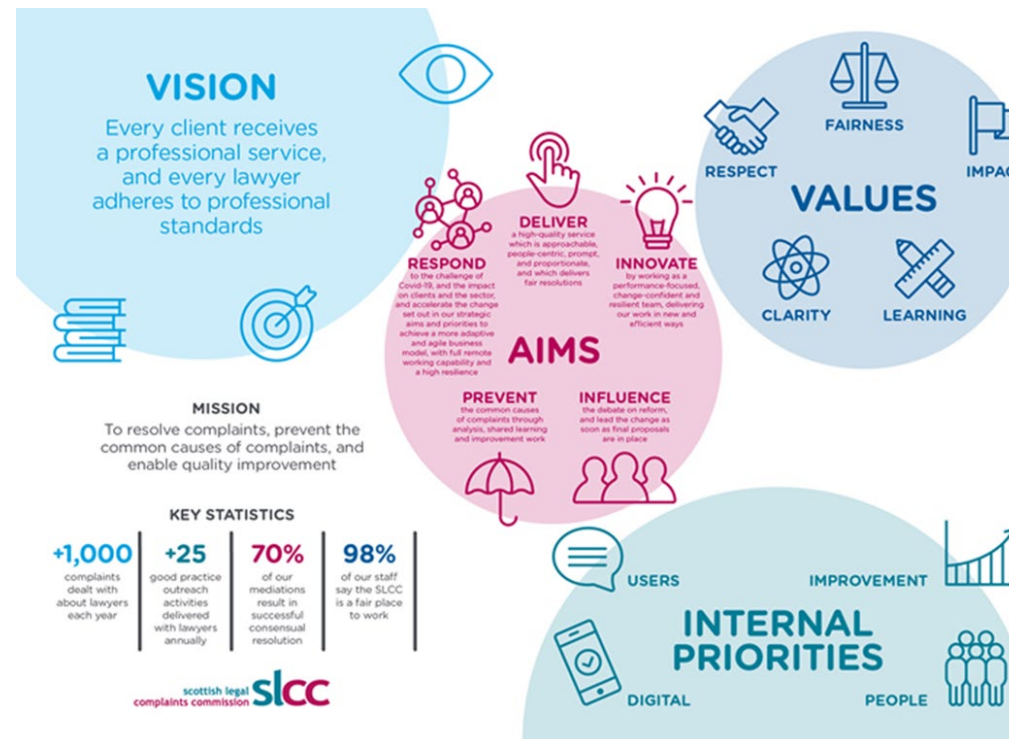 VISION
Every client receives
a professional service,
and every lawyer
adheres to professional
standards
MISSION
To resolve complaints, prevent the
common causes of complaints, and
enable quality improvement
KEY STATISTICS
+1,000
complaints
dealt with
about lawyers
each year
+25
good practice
outreach
activities
delivered
with lawyers
annually
70%
of our
mediations
result in
successful
consensual
resolution
98%
of our staff
say the SLCC
is a fair place
to work
scottish legal
complaints commission
slcc
AIMS
RESPOND
to the challenge of
Covid-19, and the impact
on clients and the sector,
and accelerate the change
set out in our strategic
aims and priorities to
achieve a more adaptive
and agile business
model, with full remote
working capability and
a high resilience
DELIVER
a high-quality service
which is approachable,
people-centric, prompt,
and proportionate,
and which delivers
fair resolutions
INNOVATE
by working as a
performance-focused,
change-confident and
resilient team, delivering
our work in new and
efficient ways
PREVENT
the common causes
of complaints through
analysis, shared learning
and improvement work
INFLUENCE
the debate on reform,
and lead the change as
soon as final proposals
are in place
VALUES
RESPECT
FAIRNESS
IMPAC
CLARITY
LEARNING
INTERNAL
PRIORITIES
USERS
IMPROVEMENT
DIGITAL
PEOPLE